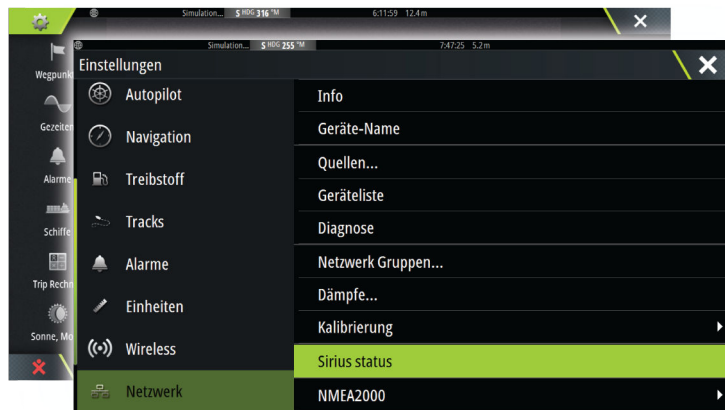 Simulation... S HDG 316 °M 6:11:59 12.4 m
Simulation... S HDG 255 °M 7:47:25 5.2 m
Einstellungen
Wegpunkt
Gezeiten
Alarme
Schiffe
Trip Rechn
Sonne, Mo
Autopilot
Navigation
Treibstoff
Tracks
Alarme
Einheiten
Wireless
Netzwerk
Info
Geräte-Name
Quellen...
Geräteliste
Diagnose
Netzwerk Gruppen...
Dämpfe...
Kalibrierung
Sirius status
NMEA2000